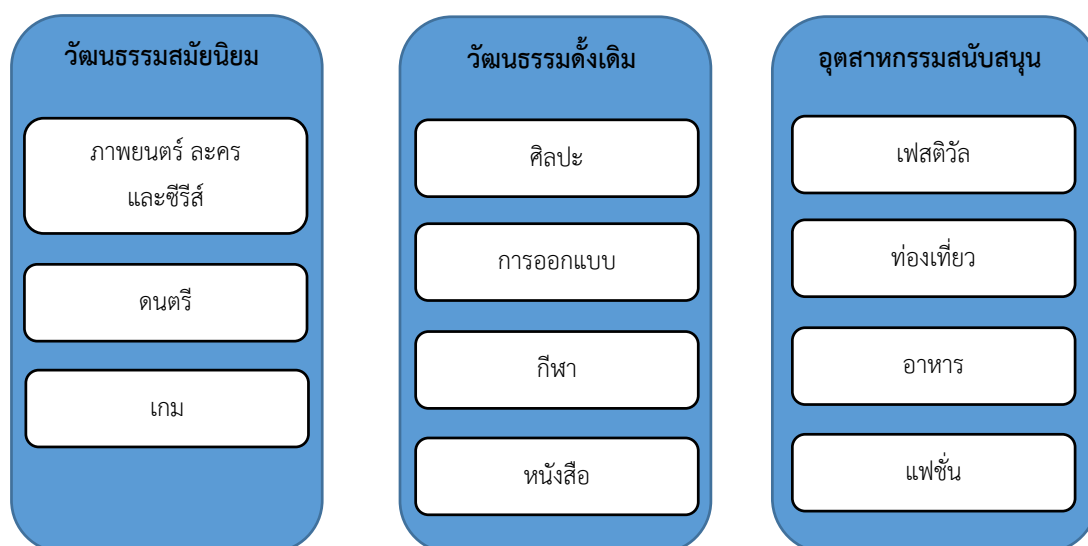 วัฒนธรรมสมัยนิยม
ภาพยนตร์ ละคร
และซีรีส์
ดนตรี
เกม
วัฒนธรรมดั้งเดิม
ศิลปะ
การออกแบบ
กีฬา
หนังสือ
อุตสาหกรรมสนับสนุน
เฟสติวัล
ท่องเที่ยว
อาหาร
แฟชั่น